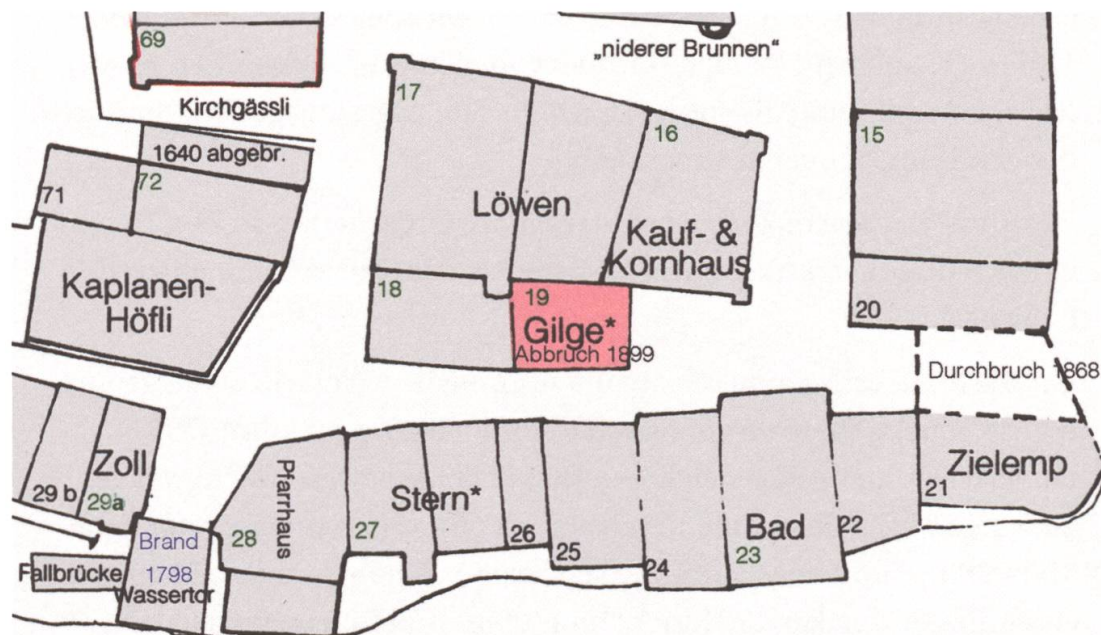 69
„niderer Brunnen“
Kirchgässli
17
16
15
1640 abgebr.
71
72
Löwen
Kauf- &
Kornhaus
Kaplanen-
Höfli
18
19
Gilge*
Abbruch 1899
20
Durchbruch 1868
Zoll
29 b
29a
Pfarrhaus
28
27
Stern*
26
25
24
Bad
23
22
Zielemp
21
Brand
1798
Fallbrücke
Wassertor